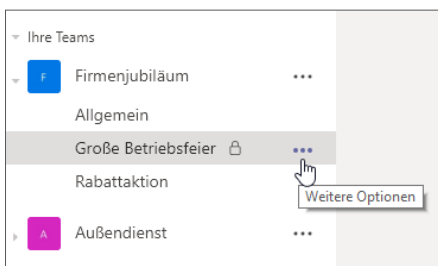 Ihre Teams
F Firmenjubiläum ...
Allgemein
Große Betriebsfeier ...
Rabattaktion
Weitere Optionen
A Außendienst ...